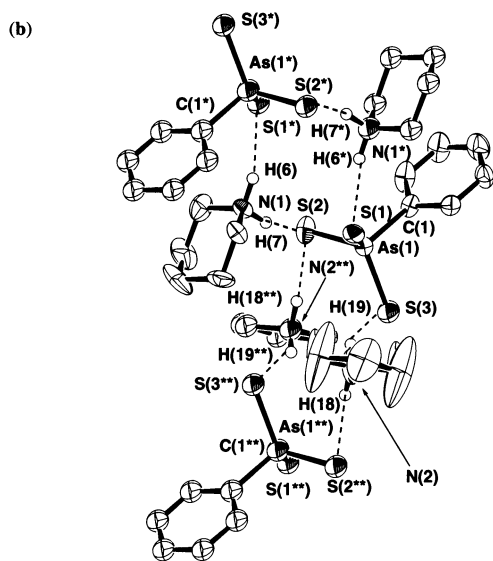 (b)
S(3*)
As(1*)
S(2*)
C(1*)
S(1*)
H(7*)
H(6*)
N(1*)
H(6)
N(1)
S(2)
S(1)
C(1)
H(7)
As(1)
N(2**)
H(18**)
H(19)
S(3)
H(19**)
S(3**)
H(18)
As(1**)
C(1**)
S(1**)
S(2**)
N(2)